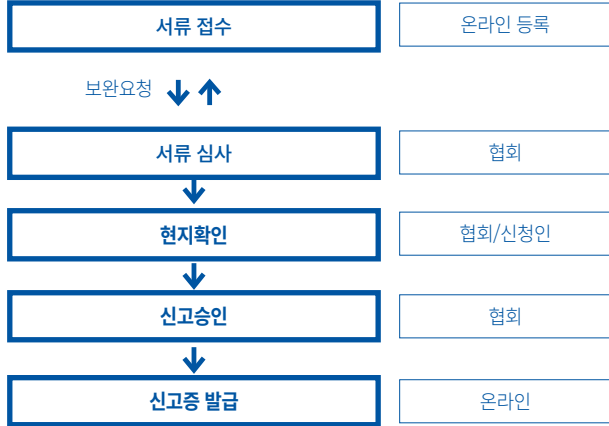 서류 접수
온라인 등록
보완요청
서류 심사
협회
현지확인
협회/신청인
신고승인
협회
신고증 발급
온라인